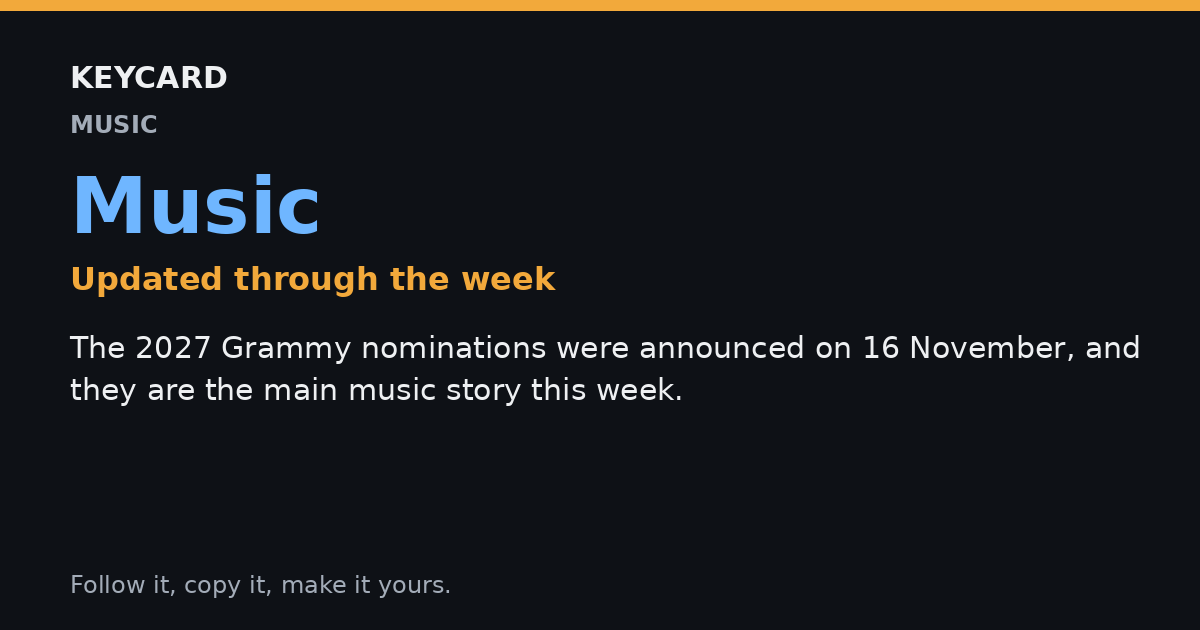 KEYCARD
MUSIC
Music
Updated through the week
The 2027 Grammy nominations were announced on 16 November, and
they are the main music story this week.
Follow it, copy it, make it yours.